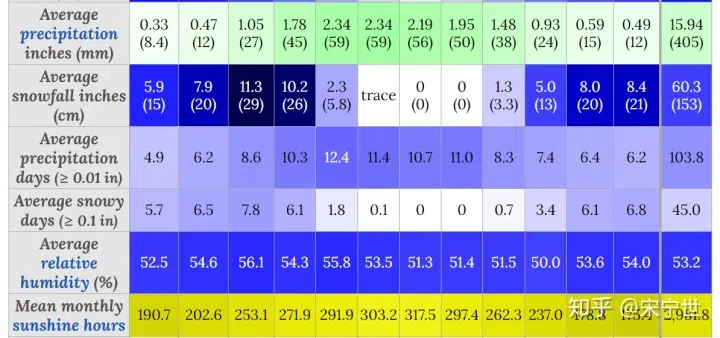 Average precipitation inches (mm) 0.33 (8.4) 0.47 (12) 1.05 (27) 1.78 (45) 2.34 (59) 2.34 (59) 2.19 (56) 1.95 (50) 1.48 (38) 0.93 (24) 0.59 (15) 0.49 (12) 15.94 (405)
Average snowfall inches (cm) 5.9 (15) 7.9 (20) 11.3 (29) 10.2 (26) 2.3 (5.8) trace 0 (0) 0 (0) 1.3 (3.3) 5.0 (13) 8.0 (20) 8.4 (21) 60.3 (153)
Average precipitation days (≥ 0.01 in) 4.9 6.2 8.6 10.3 12.4 11.4 10.7 11.0 8.3 7.4 6.4 6.2 103.8
Average snowy days (≥ 0.1 in) 5.7 6.5 7.8 6.1 1.8 0.1 0 0 0.7 3.4 6.1 6.8 45.0
Average relative humidity (%) 52.5 54.6 56.1 54.3 55.8 53.5 51.3 51.4 51.5 50.0 53.6 54.0 53.2
Mean monthly sunshine hours 190.7 202.6 253.1 271.9 291.9 303.2 317.5 297.4 262.3 237.0
知乎 @宋宁世